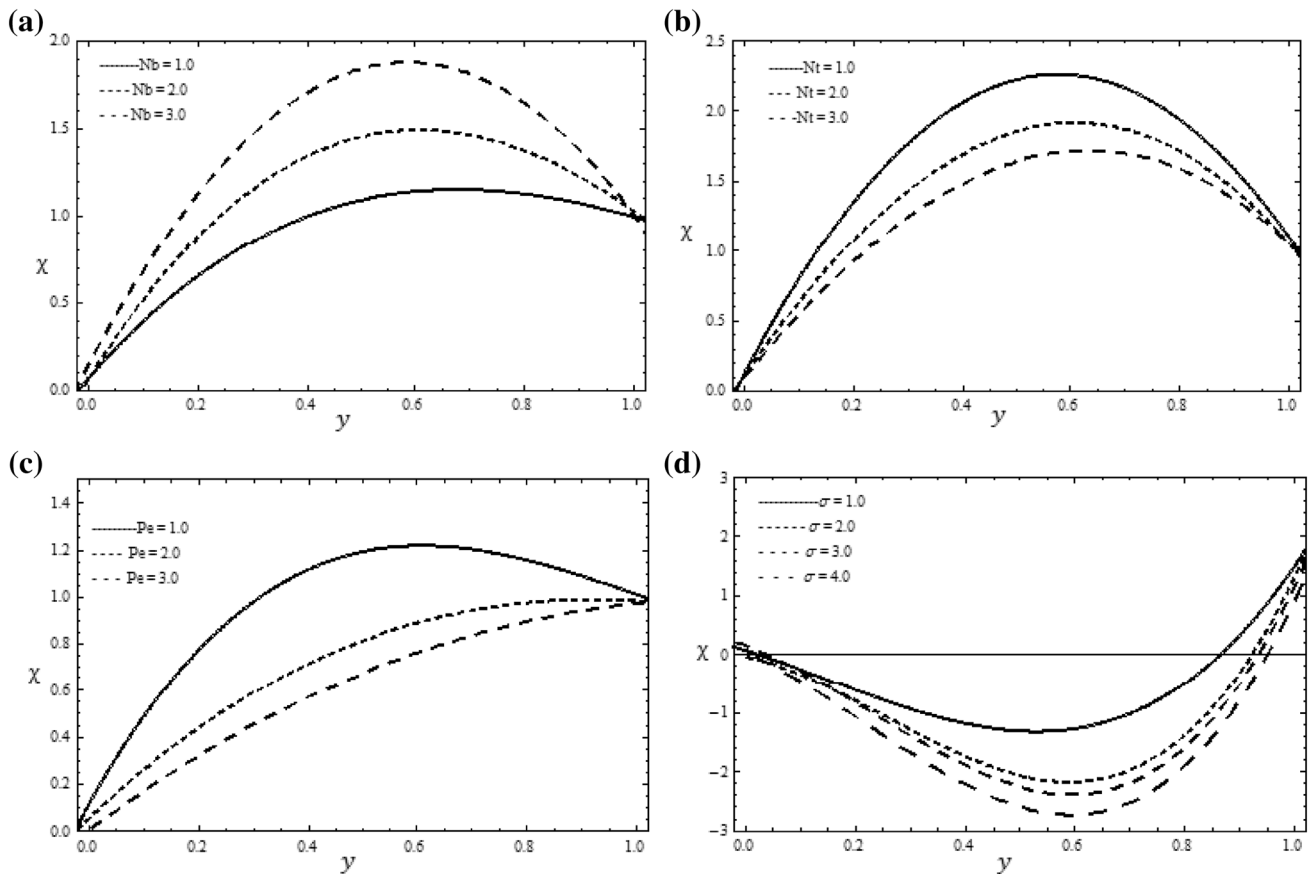 (a)
2.0
1.5
1.0
0.5
0.0
χ
Nb = 1.0
Nb = 2.0
Nb = 3.0
0.0 0.2 0.4 0.6 0.8 1.0
y
(b)
2.5
2.0
1.5
1.0
0.5
0.0
χ
Nt = 1.0
Nt = 2.0
Nt = 3.0
0.0 0.2 0.4 0.6 0.8 1.0
y
(c)
1.4
1.2
1.0
0.8
0.6
0.4
0.2
0.0
χ
Pe = 1.0
Pe = 2.0
Pe = 3.0
0.0 0.2 0.4 0.6 0.8 1.0
y
(d)
3
2
1
0
−1
−2
−3
χ
σ = 1.0
σ = 2.0
σ = 3.0
σ = 4.0
0.0 0.2 0.4 0.6 0.8 1.0
y